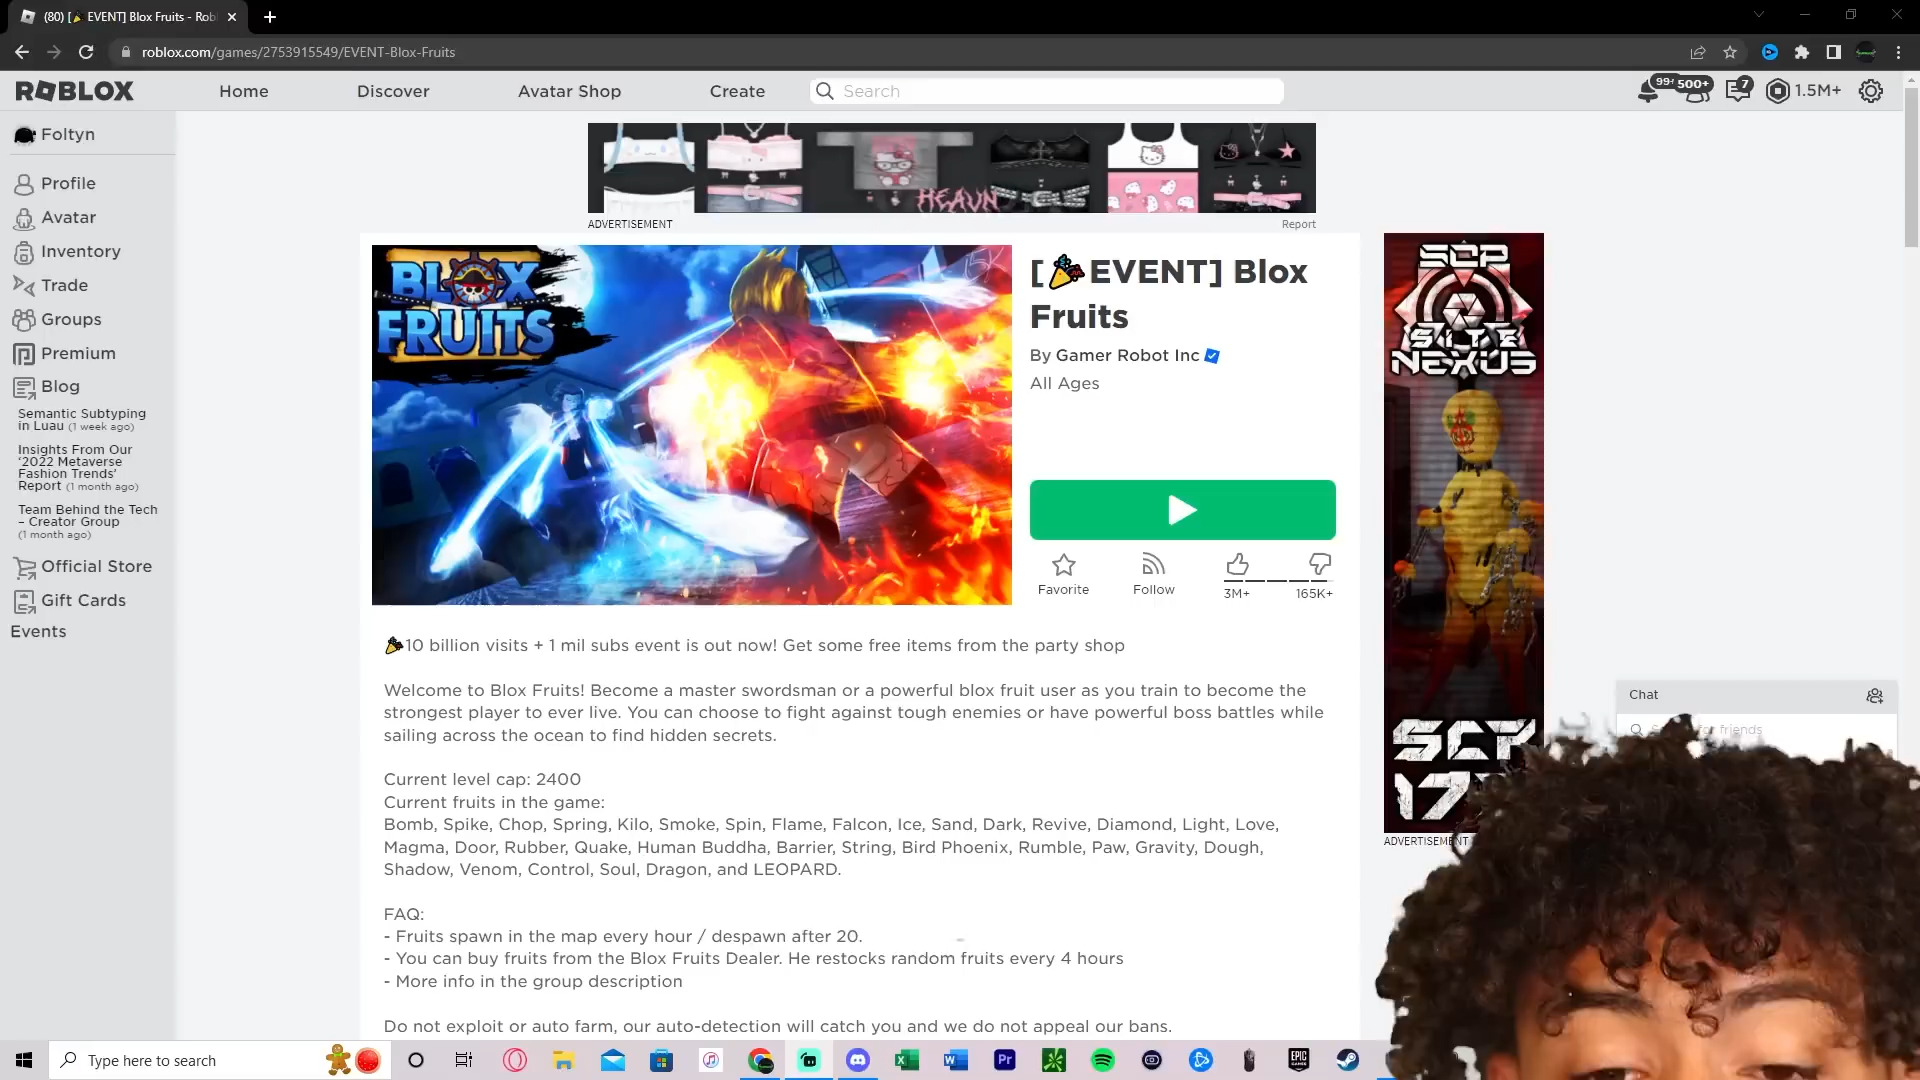 (80) [🎉 EVENT] Blox Fruits - Rob
roblox.com/games/2753915549/EVENT-Blox-Fruits
ROBLOX
Home
Discover
Avatar Shop
Create
Search
99+
500+
7
1.5M+
Foltyn
Profile
Avatar
Inventory
Trade
Groups
Premium
Blog
Semantic Subtyping
in Luau (1 week ago)
Insights From Our
‘2022 Metaverse
Fashion Trends’
Report (1 month ago)
Team Behind the Tech
– Creator Group
(1 month ago)
Official Store
Gift Cards
Events
HEAVN
ADVERTISEMENT
Report
BLOX
FRUITS
[🎉EVENT] Blox
Fruits
By Gamer Robot Inc
All Ages
Favorite
Follow
3M+
165K+
🎉10 billion visits + 1 mil subs event is out now! Get some free items from the party shop
Welcome to Blox Fruits! Become a master swordsman or a powerful blox fruit user as you train to become the
strongest player to ever live. You can choose to fight against tough enemies or have powerful boss battles while
sailing across the ocean to find hidden secrets.
Current level cap: 2400
Current fruits in the game:
Bomb, Spike, Chop, Spring, Kilo, Smoke, Spin, Flame, Falcon, Ice, Sand, Dark, Revive, Diamond, Light, Love,
Magma, Door, Rubber, Quake, Human Buddha, Barrier, String, Bird Phoenix, Rumble, Paw, Gravity, Dough,
Shadow, Venom, Control, Soul, Dragon, and LEOPARD.
FAQ:
- Fruits spawn in the map every hour / despawn after 20.
- You can buy fruits from the Blox Fruits Dealer. He restocks random fruits every 4 hours
- More info in the group description
Do not exploit or auto farm, our auto-detection will catch you and we do not appeal our bans.
SCP
SITE
NEXUS
SCP
ADVERTISEMENT
Chat
for friends
Type here to search
Pr
EPIC
GAMES